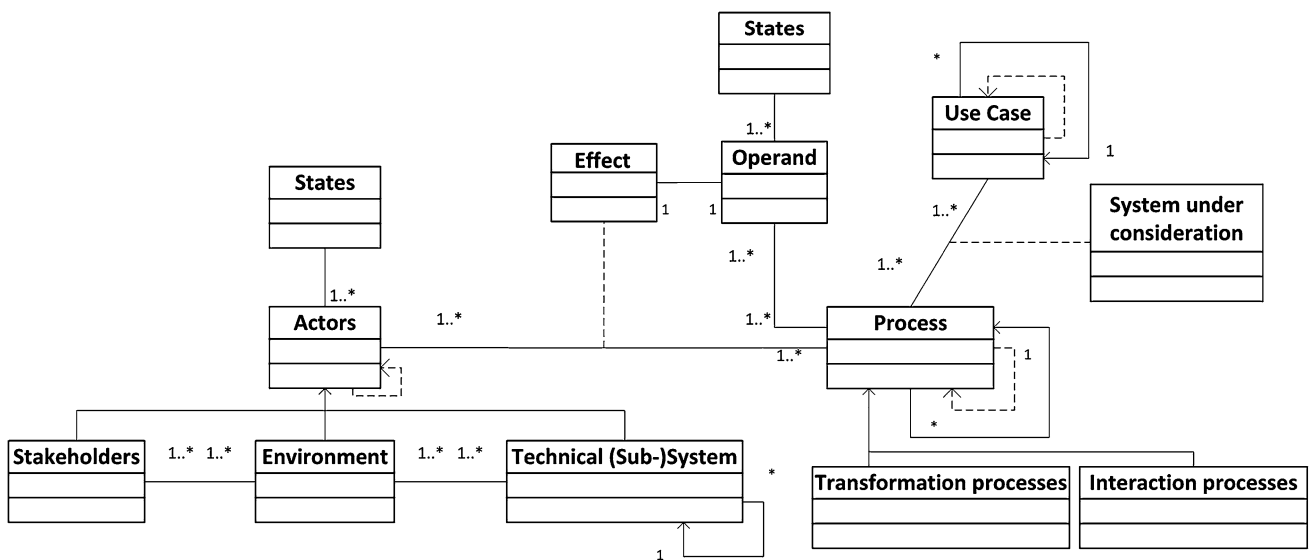 States
*
Use Case
1..*
1
Effect
Operand
States
1
1
1..*
System under
consideration
1..*
1..*
1..*
1..*
1..*
Actors
Process
1..*
1
*
Stakeholders
1..* 1..*
Environment
1..* 1..*
Technical (Sub-)System
*
Transformation processes
Interaction processes
1